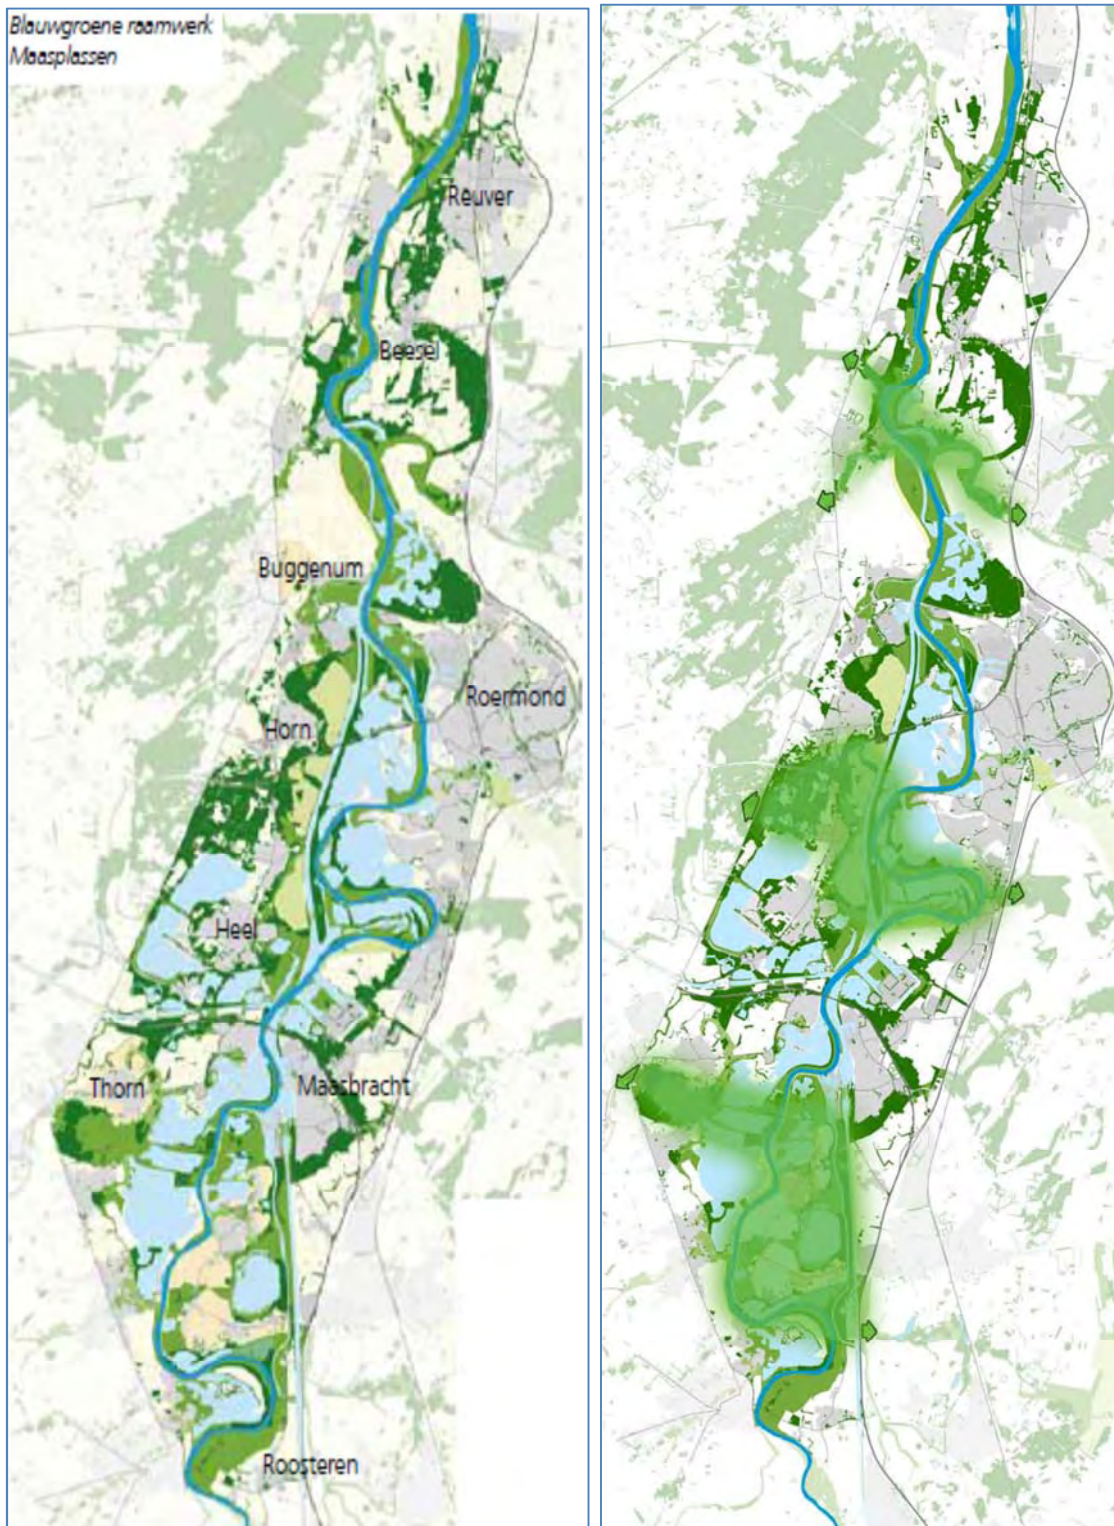 Blauwgroene raamwerk
Maasplassen
Reuver
Beesel
Buggenum
Roermond
Horn
Heel
Thorn
Maasbracht
Roosteren